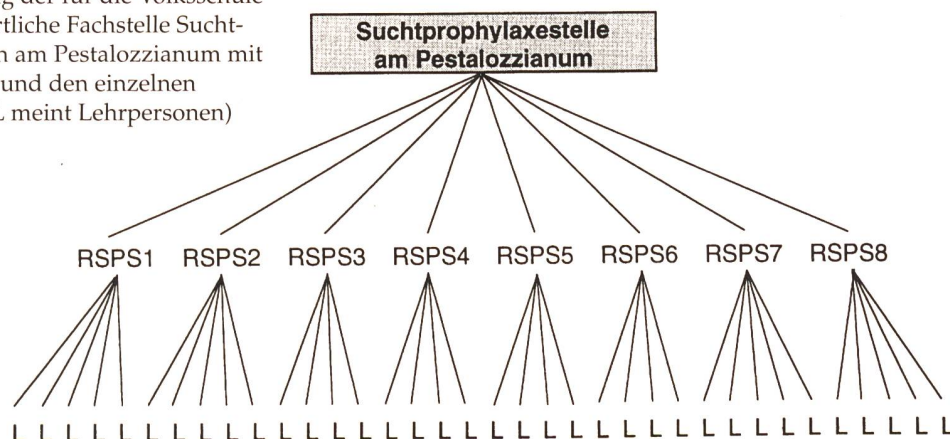 der für die Volksschule
rtliche Fachstelle Sucht-
n am Pestalozzianum mit
und den einzelnen
L meint Lehrpersonen)
Suchtprophylaxestelle
am Pestalozzianum
RSPS1 RSPS2 RSPS3 RSPS4 RSPS5 RSPS6 RSPS7 RSPS8
L L L L L L L L L L L L L L L L L L L L L L L L L L L L L L L L L L L L